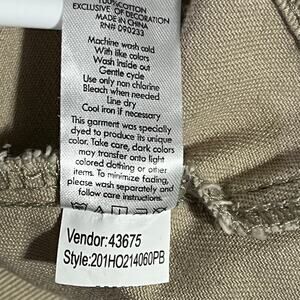 100%COTTON
EXCLUSIVE OF DECORATION
MADE IN CHINA
RN# 090233
Machine wash cold
With like colors
Wash inside out
Gentle cycle
Use only non chlorine
Bleach when needed
Line dry
Cool iron if necessary
This garment was specially
dyed to produce its unique
color. Take care, dark colors
may transfer onto light
colored clothing or other
items. To minimize fading,
please wash separately and
follow care instructions.
Vendor:43675
Style:201HO214060PB